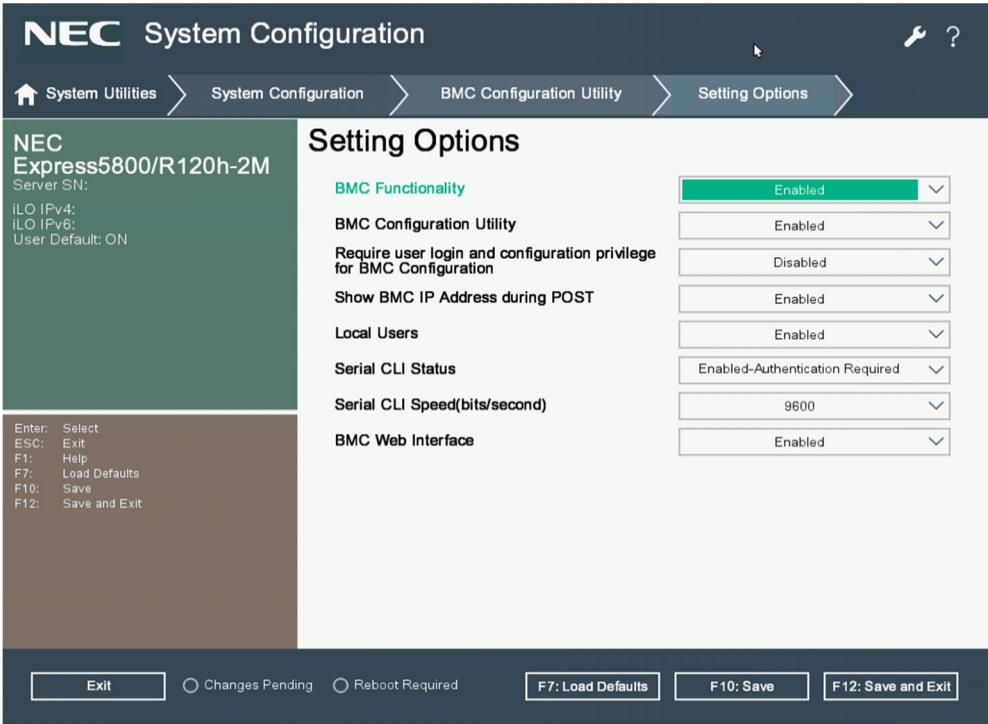 NEC System Configuration ?
System Utilities System Configuration BMC Configuration Utility Setting Options
NEC
Express5800/R120h-2M
Server SN:
iLO IPv4:
iLO IPv6:
User Default: ON
Enter: Select
ESC: Exit
F1: Help
F7: Load Defaults
F10: Save
F12: Save and Exit
Setting Options
BMC Functionality Enabled
BMC Configuration Utility Enabled
Require user login and configuration privilege
for BMC Configuration Disabled
Show BMC IP Address during POST Enabled
Local Users Enabled
Serial CLI Status Enabled-Authentication Required
Serial CLI Speed(bits/second) 9600
BMC Web Interface Enabled
Exit Changes Pending Reboot Required F7: Load Defaults F10: Save F12: Save and Exit